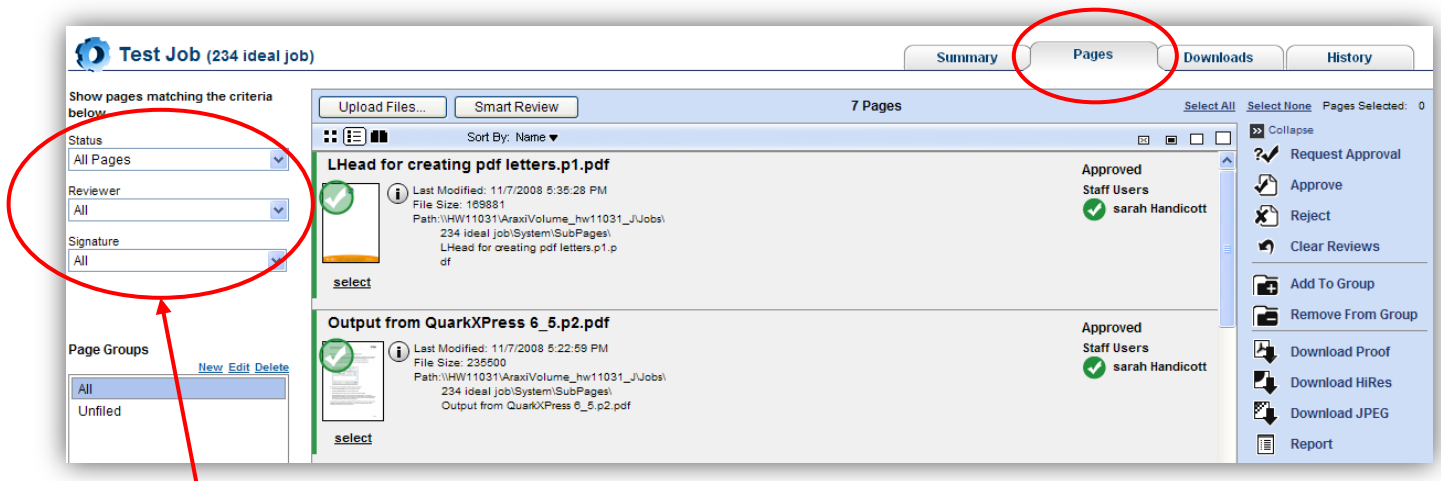 Test Job (234 ideal job)
Summary
Pages
Downloads
History
Show pages matching the criteria
below
Status
All Pages
Reviewer
All
Signature
All
Page Groups
New Edit Delete
All
Unfiled
Upload Files...
Smart Review
7 Pages
Select All Select None Pages Selected: 0
Sort By: Name ▼
LHead for creating pdf letters.p1.pdf
Last Modified: 11/7/2008 5:35:28 PM
File Size: 169881
Path:\\HW11031\AraxiVolume_hw11031_J\Jobs\
234 ideal job\System\SubPages\
LHead for creating pdf letters.p1.p
df
select
Approved
Staff Users
sarah Handicott
Output from QuarkXPress 6_5.p2.pdf
Last Modified: 11/7/2008 5:22:59 PM
File Size: 235500
Path:\\HW11031\AraxiVolume_hw11031_J\Jobs\
234 ideal job\System\SubPages\
Output from QuarkXPress 6_5.p2.pdf
select
Approved
Staff Users
sarah Handicott
Collapse
Request Approval
Approve
Reject
Clear Reviews
Add To Group
Remove From Group
Download Proof
Download HiRes
Download JPEG
Report